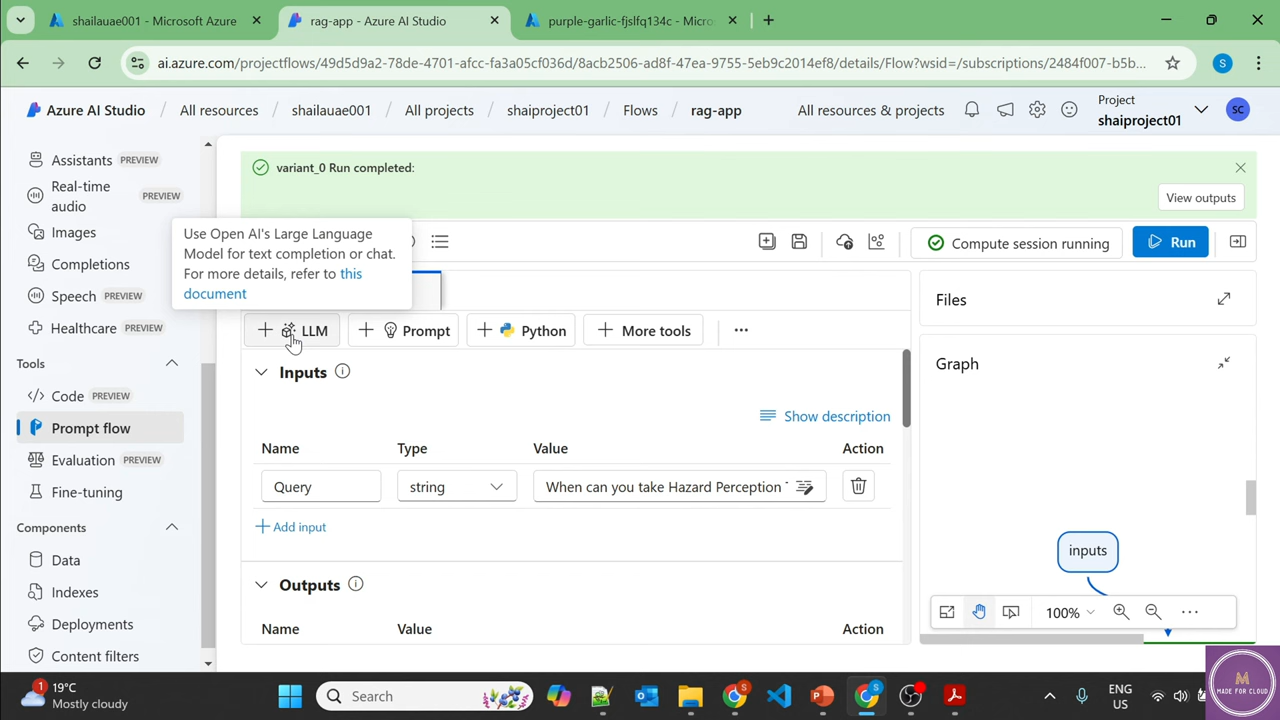 shailauae001 - Microsoft Azure
rag-app - Azure AI Studio
purple-garlic-fjslfq134c - Micro
ai.azure.com/projectflows/49d5d9a2-78de-4701-afcc-fa3a05cf036d/8acb2506-ad8f-47ea-9755-5eb9c2014ef8/details/Flow?wsid=/subscriptions/2484f007-b5b...
S
Azure AI Studio / All resources / shailauae001 / All projects / shaiproject01 / Flows / rag-app
All resources & projects
Project
shaiproject01
SC
Assistants PREVIEW
Real-time audio PREVIEW
Images
Completions
Speech PREVIEW
Healthcare PREVIEW
Tools
Code PREVIEW
Prompt flow
Evaluation PREVIEW
Fine-tuning
Components
Data
Indexes
Deployments
Content filters
variant_0 Run completed:
View outputs
Use Open AI's Large Language
Model for text completion or chat.
For more details, refer to this
document
Compute session running
Run
+ LLM
+ Prompt
+ Python
+ More tools
...
Inputs
Show description
Name Type Value Action
Query string When can you take Hazard Perception
+ Add input
Outputs
Name Value Action
Files
Graph
inputs
100%
...
1
19°C
Mostly cloudy
Search
ENG
US
M
MADE FOR CLOUD